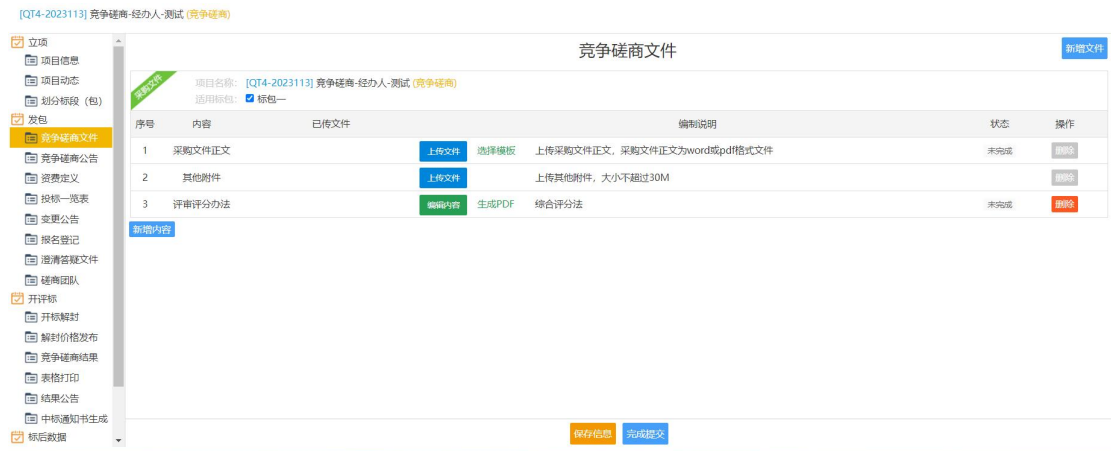 [QT4-2023113] 竞争磋商-经办人-测试 (竞争磋商)
立项
项目信息
项目动态
划分标段（包）
发包
竞争磋商文件
竞争磋商公告
资费定义
投标一览表
变更公告
报名登记
澄清答疑文件
磋商团队
开评标
开标解封
解封价格发布
竞争磋商结果
表格打印
结果公告
中标通知书生成
标后数据
竞争磋商文件
新增文件
采购文件
项目名称： [QT4-2023113] 竞争磋商-经办人-测试 (竞争磋商)
适用标包： 标包一
序号 内容 已传文件 编制说明 状态 操作
1 采购文件正文 上传文件 选择模板 上传采购文件正文，采购文件正文为word或pdf格式文件 未完成 删除
2 其他附件 上传文件 上传其他附件，大小不超过30M 删除
3 评审评分办法 编辑内容 生成PDF 综合评分法 未完成 删除
新增内容
保存信息 完成提交